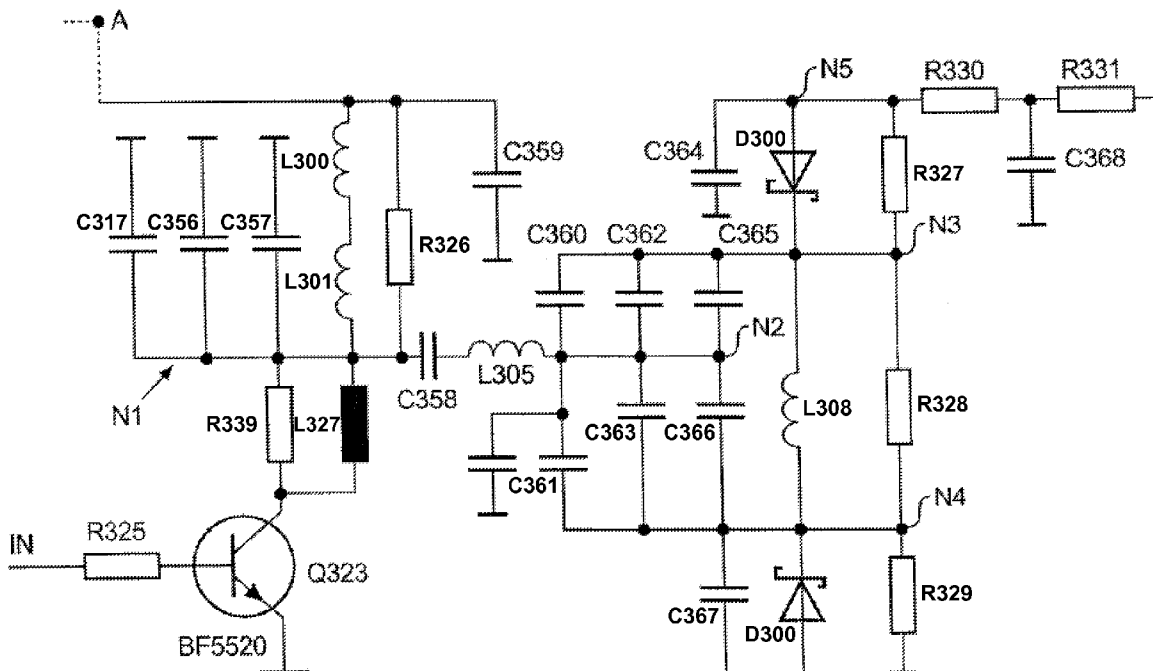 A
N5
R330
R331
C359
C364
D300
R327
C368
L300
C317
C356
C357
R326
N3
C360
C362
C365
L301
N2
L305
N1
C358
R339
L327
L308
R328
C363
C366
C361
N4
IN
R325
Q323
C367
D300
R329
BF5520